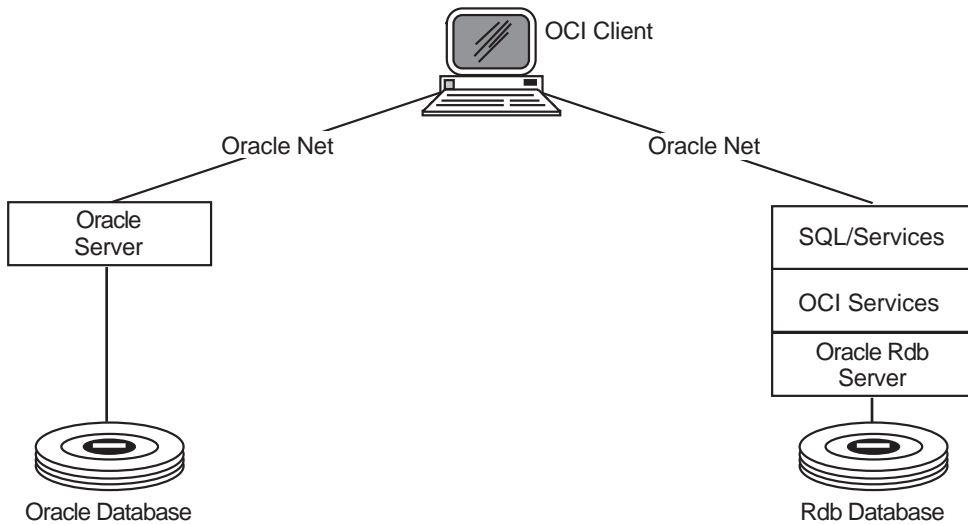 OCI Client
Oracle Net
Oracle Net
Oracle
Server
SQL/Services
OCI Services
Oracle Rdb
Server
Oracle Database
Rdb Database